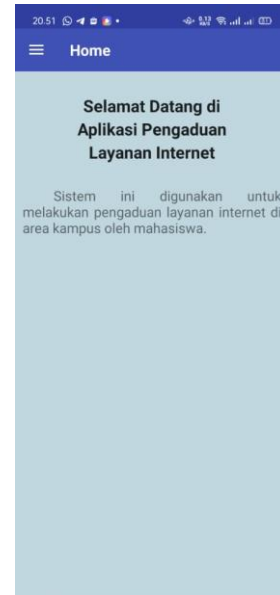 20.51
Home
Selamat Datang di
Aplikasi Pengaduan
Layanan Internet
Sistem ini digunakan untuk
melakukan pengaduan layanan internet di
area kampus oleh mahasiswa.